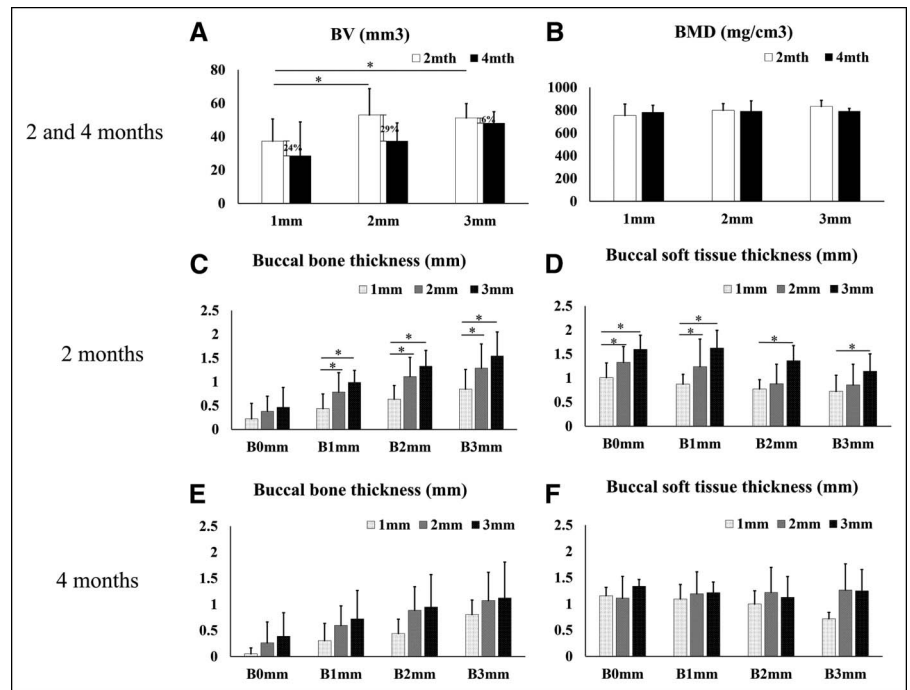 A
BV (mm3)
2mth 4mth
*
*
80
60
40
20
0
24%
29%
6%
1mm 2mm 3mm
B
BMD (mg/cm3)
2mth 4mth
1000
800
600
400
200
0
1mm 2mm 3mm
2 and 4 months
C
Buccal bone thickness (mm)
1mm 2mm 3mm
2.5
2
1.5
1
0.5
0
* *
* *
* *
B0mm B1mm B2mm B3mm
D
Buccal soft tissue thickness (mm)
1mm 2mm 3mm
2.5
2
1.5
1
0.5
0
* *
* *
*
*
B0mm B1mm B2mm B3mm
2 months
E
Buccal bone thickness (mm)
1mm 2mm 3mm
2.5
2
1.5
1
0.5
0
B0mm B1mm B2mm B3mm
F
Buccal soft tissue thickness (mm)
1mm 2mm 3mm
2.5
2
1.5
1
0.5
0
B0mm B1mm B2mm B3mm
4 months